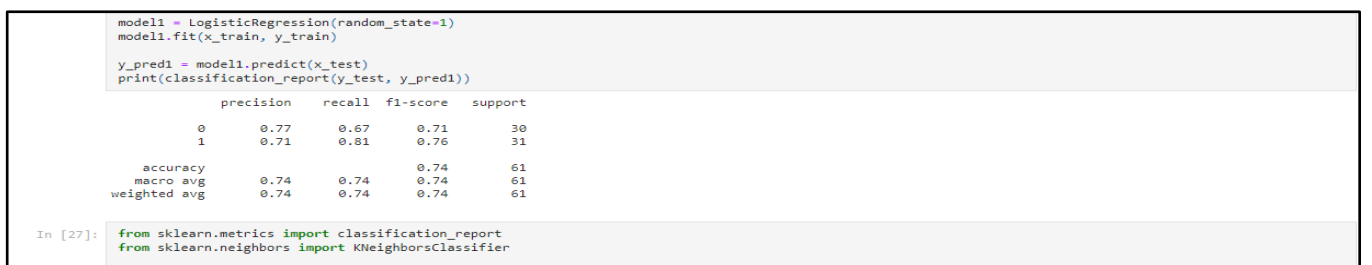 model1 = LogisticRegression(random_state=1)
model1.fit(x_train, y_train)
y_pred1 = model1.predict(x_test)
print(classification_report(y_test, y_pred1))
precision recall f1-score support
0 0.77 0.67 0.71 30
1 0.71 0.81 0.76 31
accuracy 0.74 61
macro avg 0.74 0.74 0.74 61
weighted avg 0.74 0.74 0.74 61
In [27]: from sklearn.metrics import classification_report
from sklearn.neighbors import KNeighborsClassifier